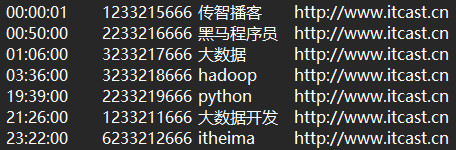 00:00:01 1233215666 传智播客 http://www.itcast.cn
00:50:00 2233216666 黑马程序员 http://www.itcast.cn
01:06:00 3233217666 大数据 http://www.itcast.cn
03:36:00 3233218666 hadoop http://www.itcast.cn
19:39:00 2233219666 python http://www.itcast.cn
21:26:00 1233211666 大数据开发 http://www.itcast.cn
23:22:00 6233212666 itheima http://www.itcast.cn